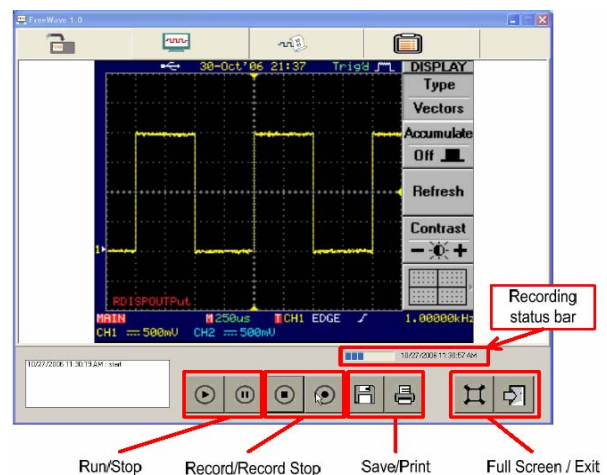 FreeWave 1.0
30-Oct'06 21:37 Trig'd
DISPLAY
Type
Vectors
Accumulate
Off
Refresh
Contrast
1
RDISPOUTPut
MAIN M250us T CH1 EDGE 1.00000kHz
CH1 500mV CH2 500mV
Recording
status bar
10/27/2006 11:30:57 AM
10/27/2006 11:30:19 AM : start
Run/Stop Record/Record Stop Save/Print Full Screen / Exit